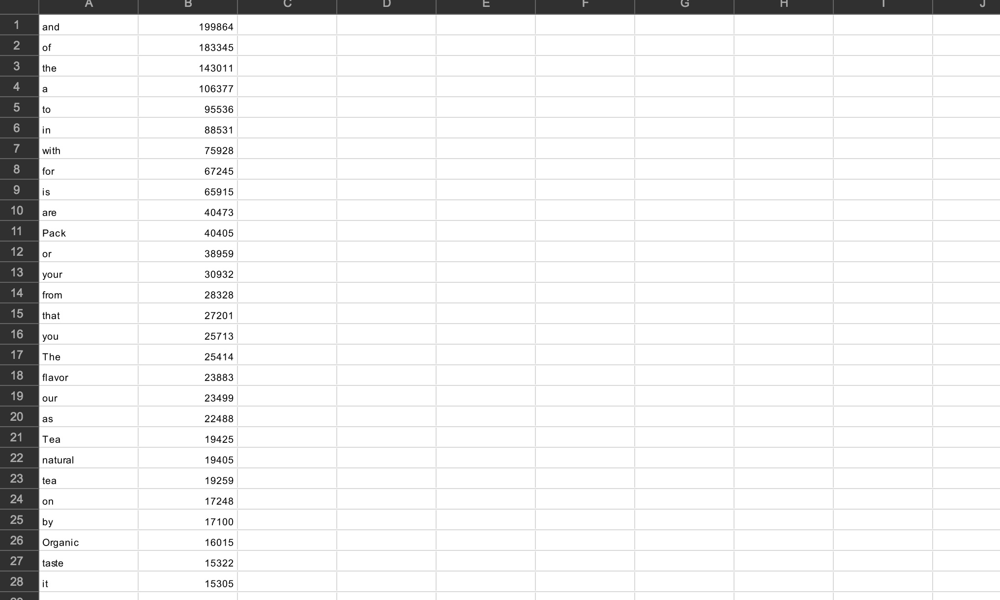 A B C D E F G H I J
1 and 199864
2 of 183345
3 the 143011
4 a 106377
5 to 95536
6 in 88531
7 with 75928
8 for 67245
9 is 65915
10 are 40473
11 Pack 40405
12 or 38959
13 your 30932
14 from 28328
15 that 27201
16 you 25713
17 The 25414
18 flavor 23883
19 our 23499
20 as 22488
21 Tea 19425
22 natural 19405
23 tea 19259
24 on 17248
25 by 17100
26 Organic 16015
27 taste 15322
28 it 15305